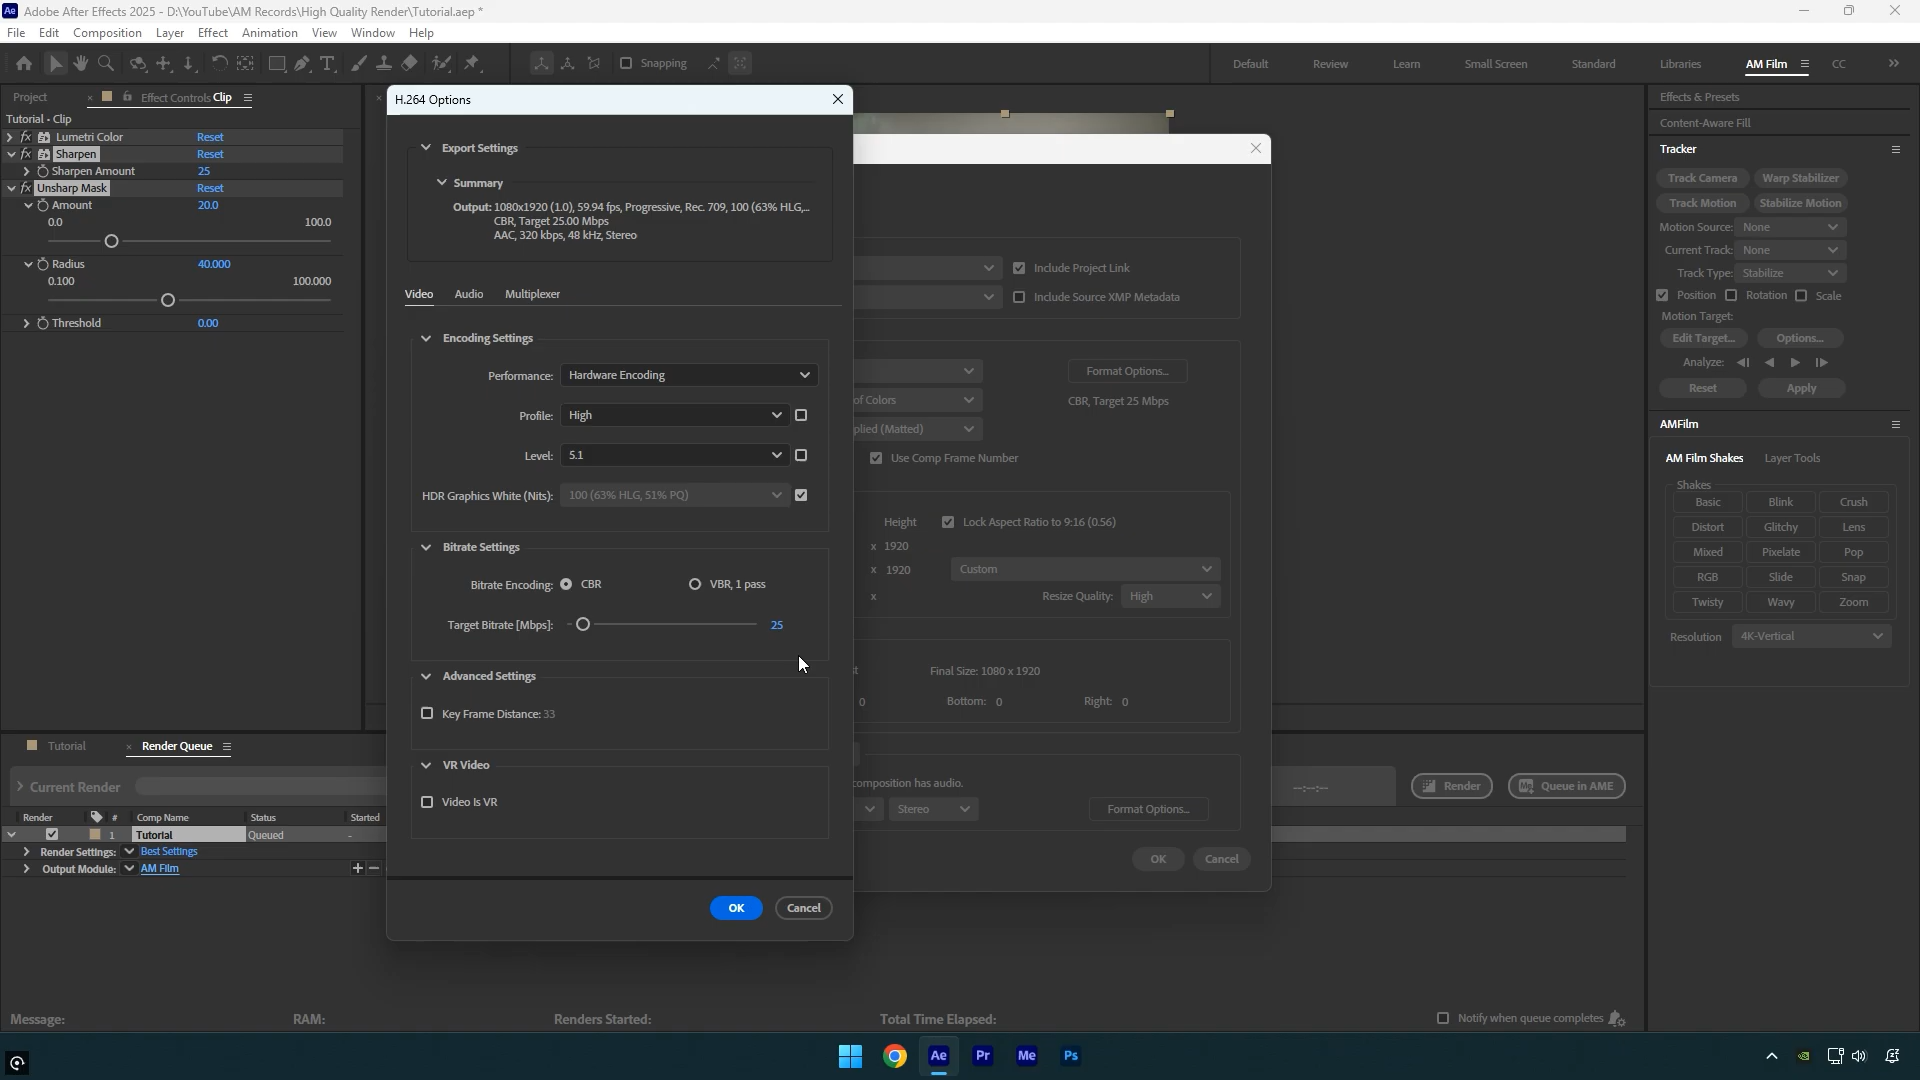 Adobe After Effects 2025 - D:\YouTube\AM Records\High Quality Render\Tutorial.aep *
File Edit Composition Layer Effect Animation View Window Help
Snapping
Default Review Learn Small Screen Standard Libraries AM Film CC
Project Effect Controls Clip
Tutorial • Clip
Lumetri Color Reset
Sharpen Reset
Sharpen Amount 25
Unsharp Mask Reset
Amount 20.0
0.0 100.0
Radius 40.000
0.100 100.000
Threshold 0.00
H.264 Options
Export Settings
Summary
Output: 1080x1920 (1.0), 59.94 fps, Progressive, Rec. 709, 100 (63% HLG,...
CBR, Target 25.00 Mbps
AAC, 320 kbps, 48 kHz, Stereo
Video Audio Multiplexer
Encoding Settings
Performance: Hardware Encoding
Profile: High
Level: 5.1
HDR Graphics White (Nits): 100 (63% HLG, 51% PQ)
Bitrate Settings
Bitrate Encoding: CBR VBR, 1 pass
Target Bitrate [Mbps]: 25
Advanced Settings
Key Frame Distance: 33
VR Video
Video Is VR
OK Cancel
Include Project Link
Include Source XMP Metadata
Format Options...
of Colors CBR, Target 25 Mbps
plied (Matted)
Use Comp Frame Number
Height Lock Aspect Ratio to 9:16 (0.56)
x 1920
x 1920 Custom
x Resize Quality: High
st Final Size: 1080 x 1920
0 Bottom: 0 Right: 0
composition has audio.
Stereo Format Options...
OK Cancel
Effects & Presets
Content-Aware Fill
Tracker
Track Camera Warp Stabilizer
Track Motion Stabilize Motion
Motion Source: None
Current Track: None
Track Type: Stabilize
Position Rotation Scale
Motion Target:
Edit Target... Options...
Analyze:
Reset Apply
AMFilm
AM Film Shakes Layer Tools
Shakes
Basic Blink Crush
Distort Glitchy Lens
Mixed Pixelate Pop
RGB Slide Snap
Twisty Wavy Zoom
Resolution 4K-Vertical
Tutorial Render Queue
Current Render --:--:-- Render Queue in AME
Render # Comp Name Status Started
1 Tutorial Queued -
Render Settings: Best Settings
Output Module: AM Film
Message: RAM: Renders Started: Total Time Elapsed: Notify when queue completes
Ae Pr Me Ps